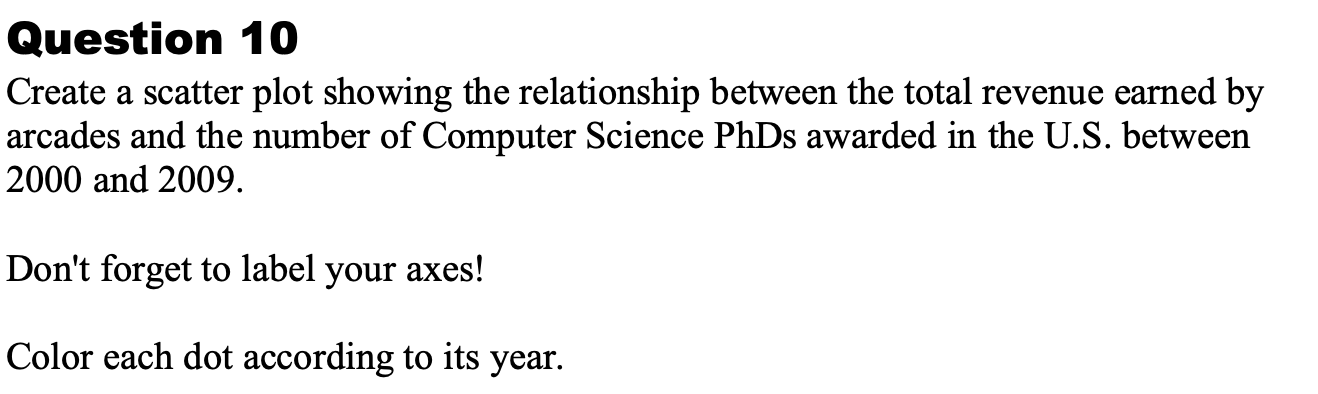 Question 10
Create a scatter plot showing the relationship between the total revenue earned by
arcades and the number of Computer Science PhDs awarded in the U.S. between
2000 and 2009.
Don't forget to label your axes!
Color each dot according to its year.